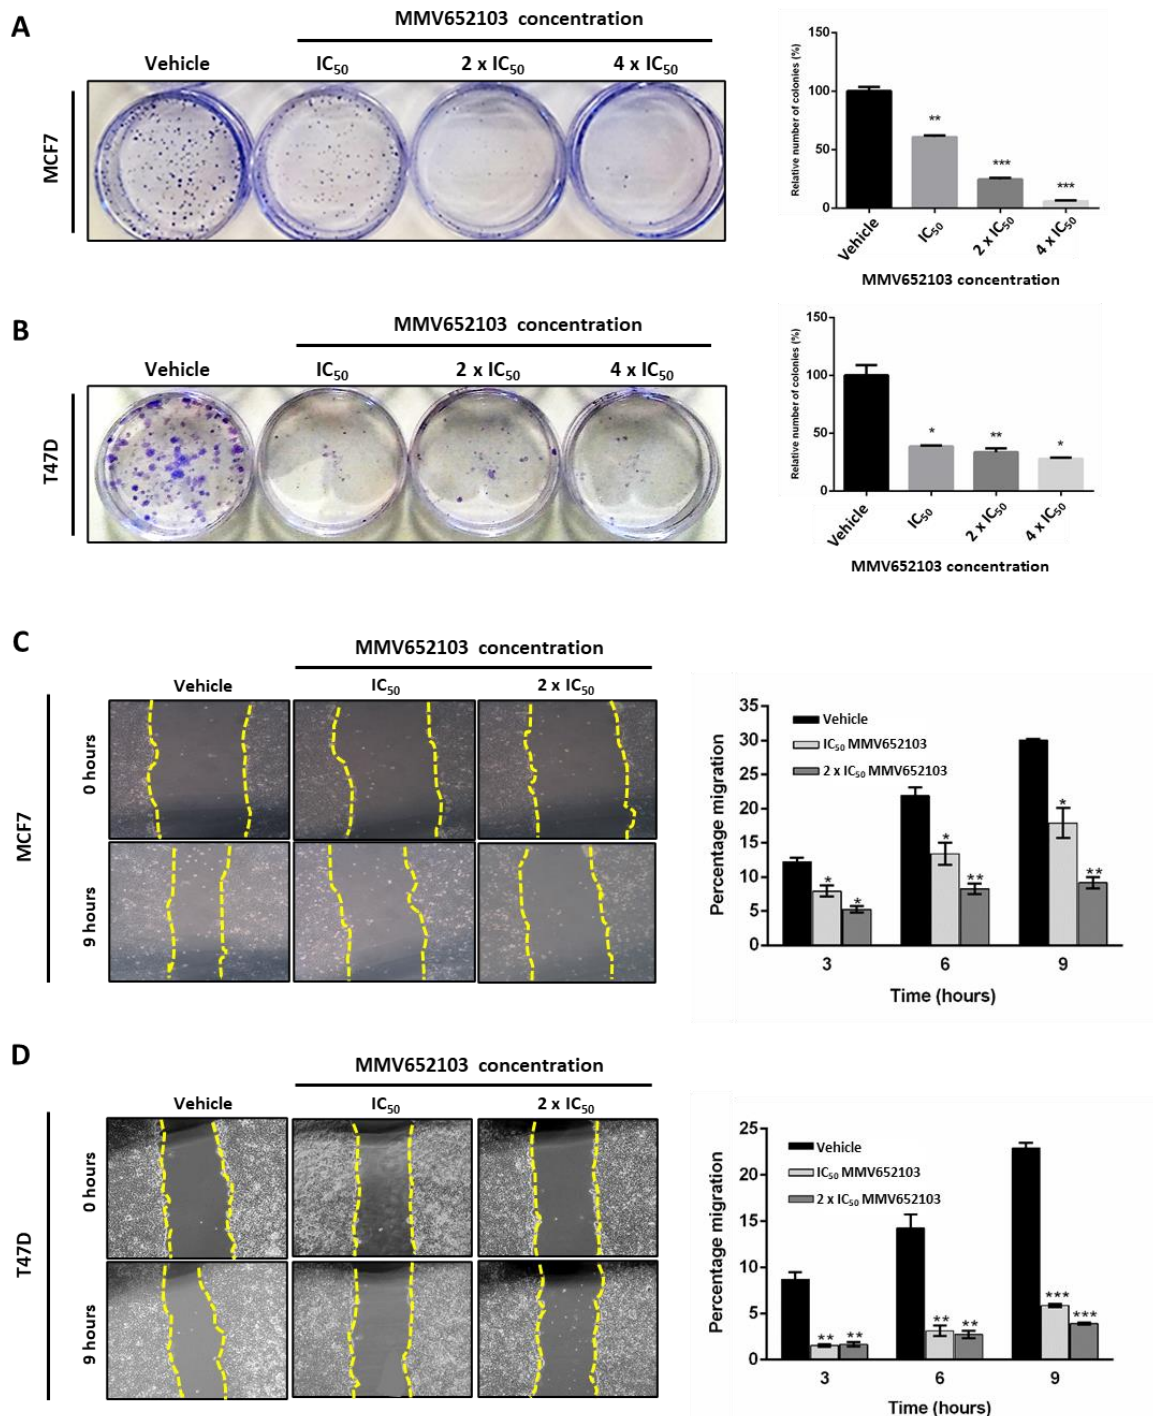 A
MMV652103 concentration
Vehicle
IC₅₀
2 x IC₅₀
4 x IC₅₀
MCF7
150
100
50
0
Relative number of colonies (%)
**
***
***
Vehicle
IC₅₀
2 x IC₅₀
4 x IC₅₀
MMV652103 concentration
B
MMV652103 concentration
Vehicle
IC₅₀
2 x IC₅₀
4 x IC₅₀
T47D
150
100
50
0
Relative number of colonies (%)
*
**
*
Vehicle
IC₅₀
2 x IC₅₀
4 x IC₅₀
MMV652103 concentration
C
MMV652103 concentration
Vehicle
IC₅₀
2 x IC₅₀
MCF7
0 hours
9 hours
35
30
25
20
15
10
5
0
Percentage migration
Vehicle
IC₅₀ MMV652103
2 x IC₅₀ MMV652103
*
*
*
**
*
**
3
6
9
Time (hours)
D
MMV652103 concentration
Vehicle
IC₅₀
2 x IC₅₀
T47D
0 hours
9 hours
25
20
15
10
5
0
Percentage migration
Vehicle
IC₅₀ MMV652103
2 x IC₅₀ MMV652103
**
**
**
**
***
***
3
6
9
Time (hours)